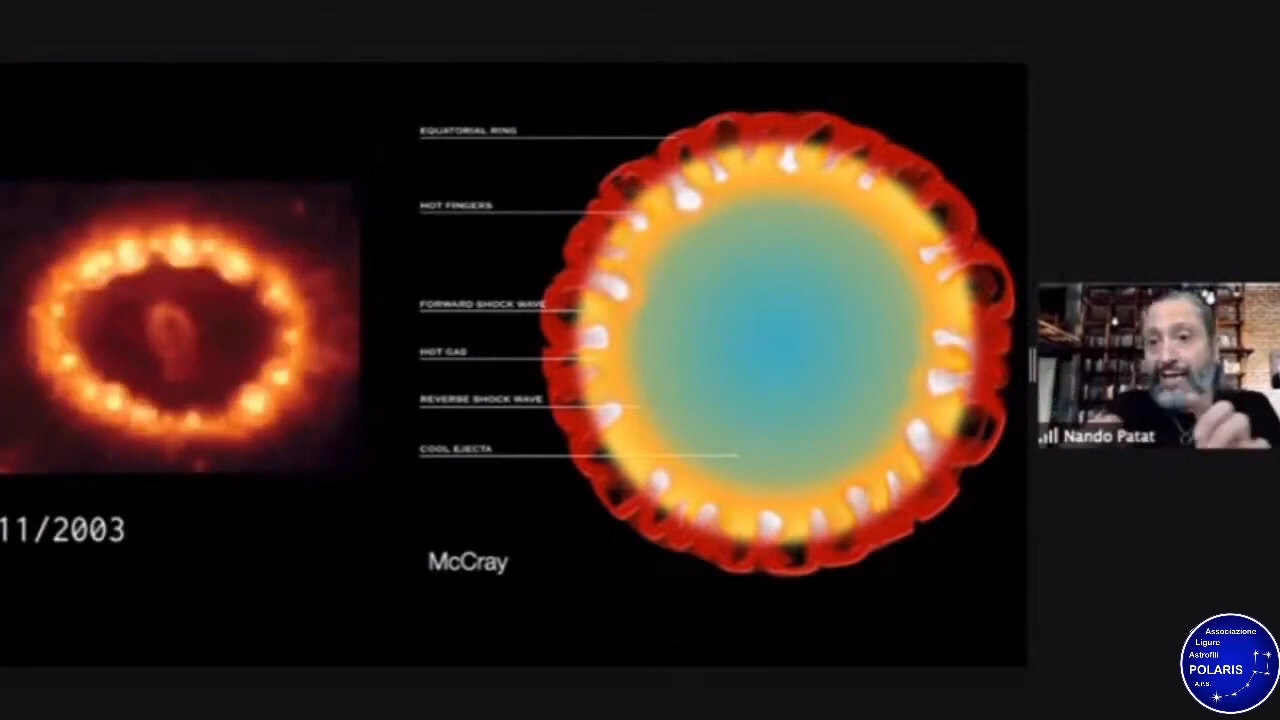 EQUATORIAL RING
HOT FINGERS
FORWARD SHOCK WAVE
HOT GAS
REVERSE SHOCK WAVE
COOL EJECTA
11/2003
McCray
Nando Patat
Associazione
Ligure
Astrofili
POLARIS
A.P.S.